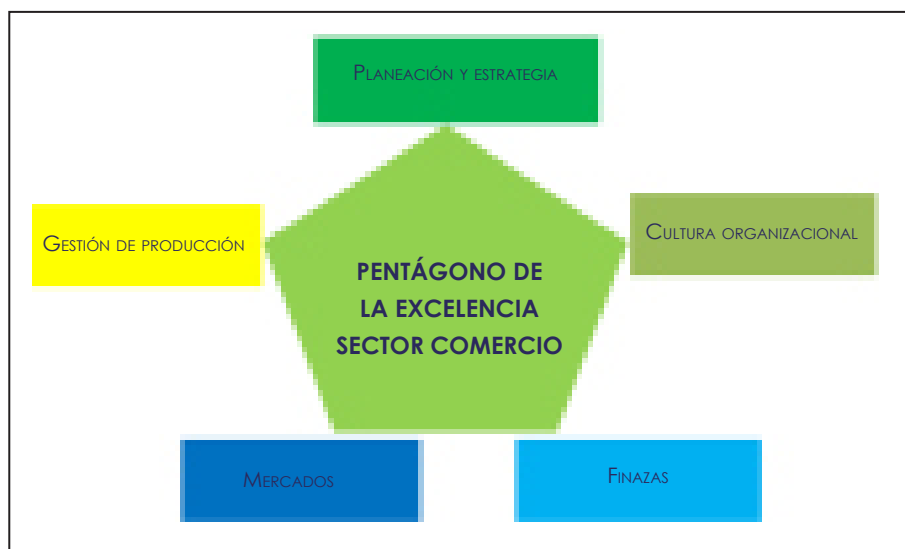 PLANEACIÓN Y ESTRATEGIA
GESTIÓN DE PRODUCCIÓN
CULTURA ORGANIZACIONAL
PENTÁGONO DE
LA EXCELENCIA
SECTOR COMERCIO
MERCADOS
FINAZAS